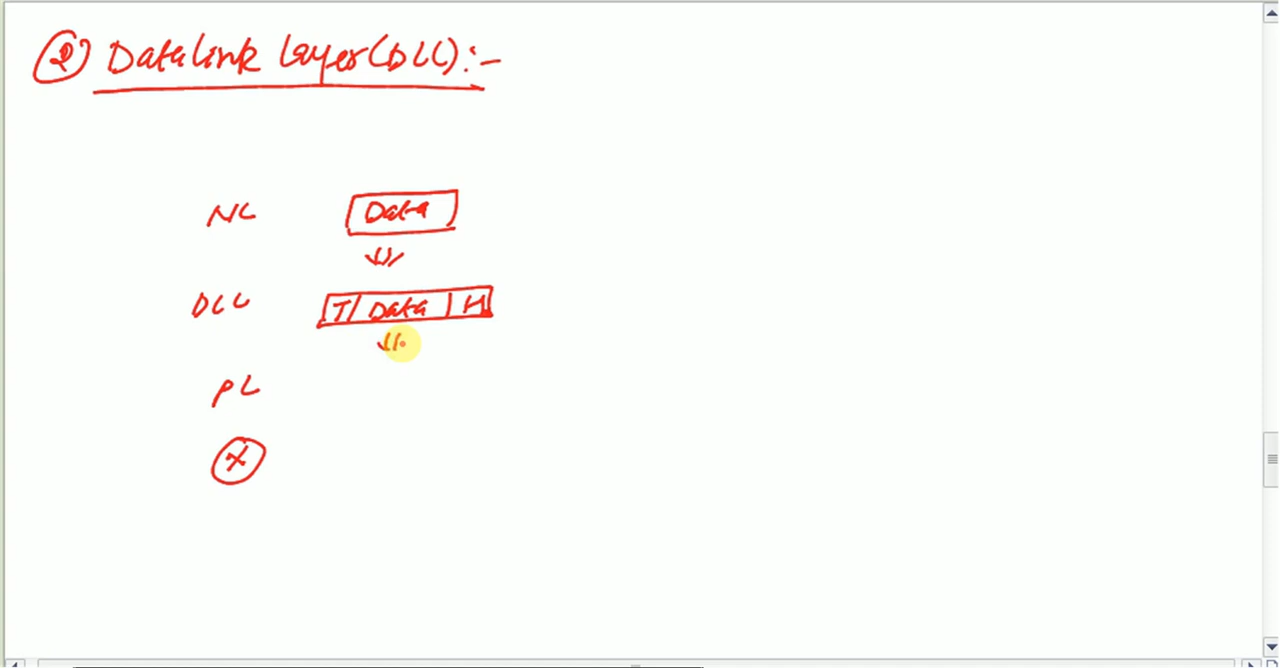 ② Datalink Layer (DLL):-
NL Data
DLL T/ Data | H
PL
X